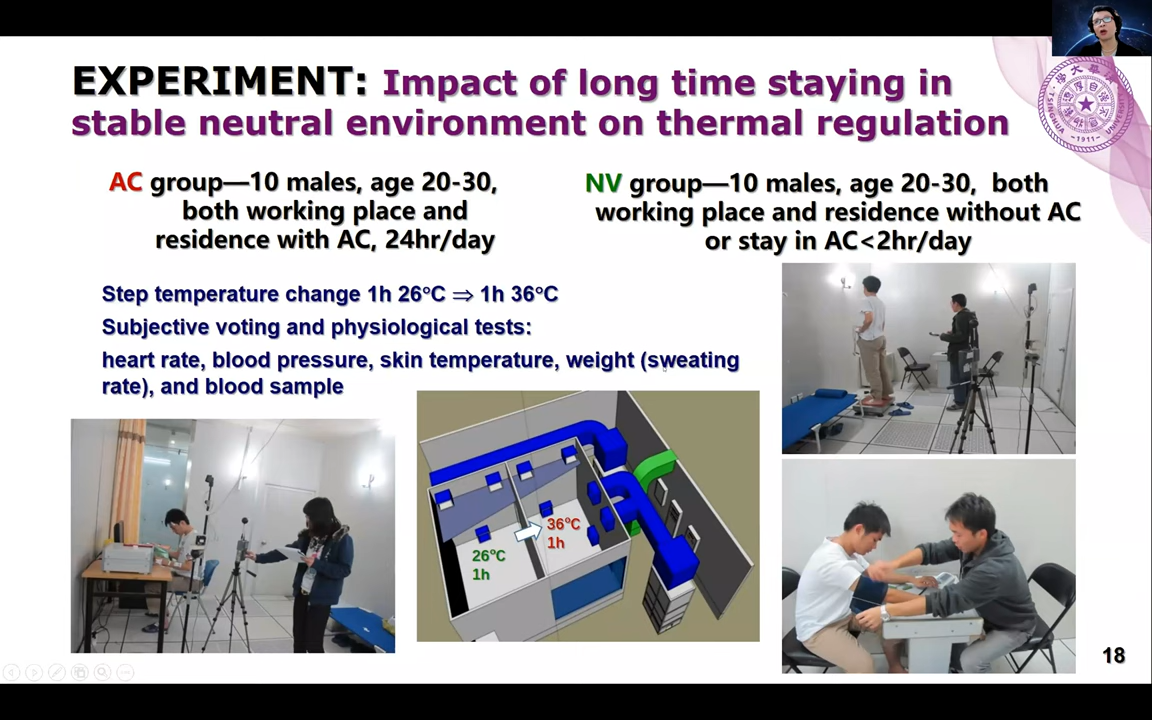 EXPERIMENT: Impact of long time staying in
stable neutral environment on thermal regulation
AC group—10 males, age 20-30,
both working place and
residence with AC, 24hr/day
NV group—10 males, age 20-30, both
working place and residence without AC
or stay in AC<2hr/day
Step temperature change 1h 26°C ⇒ 1h 36°C
Subjective voting and physiological tests:
heart rate, blood pressure, skin temperature, weight (sweating
rate), and blood sample
26°C
1h
36°C
1h
TSINGHUA UNIVERSITY
-1911-
18